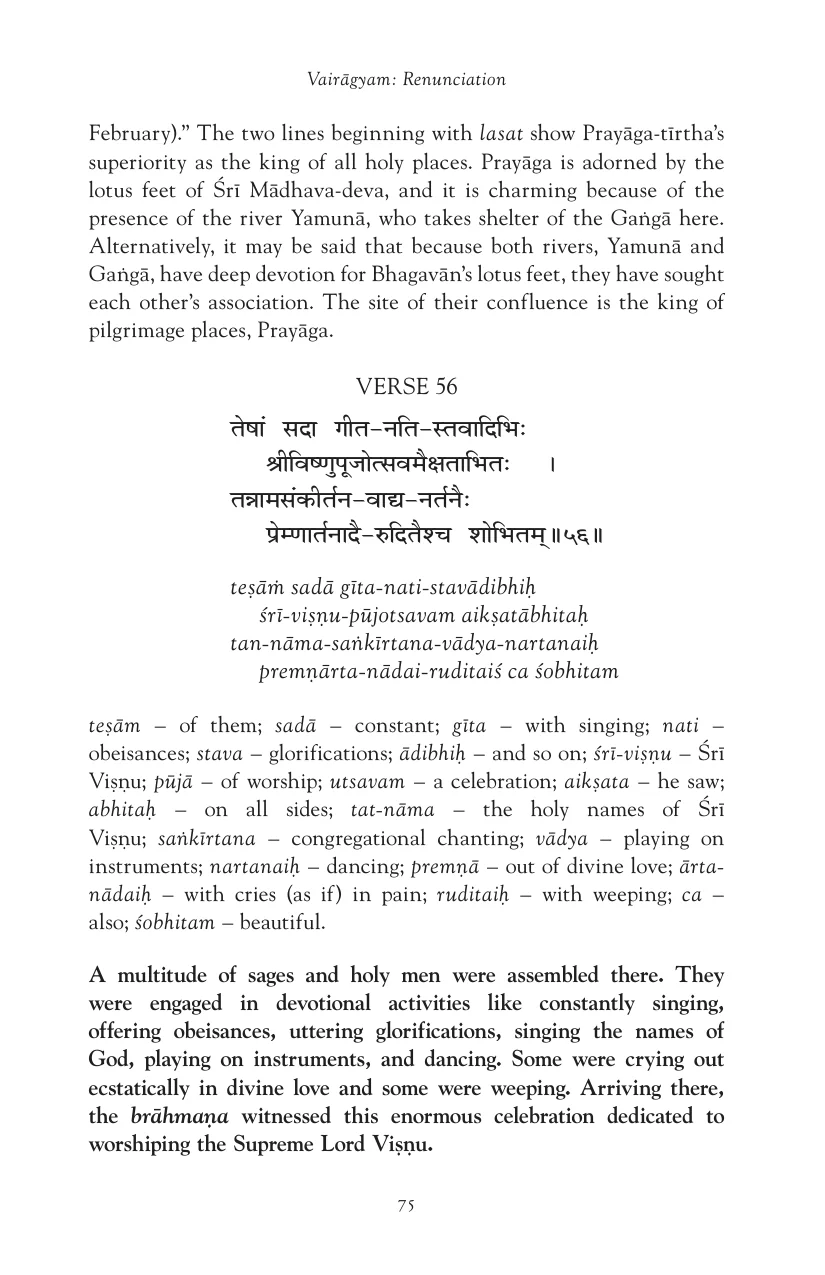 Vairāgyam: Renunciation
February).” The two lines beginning with lasat show Prayāga-tīrtha’s
superiority as the king of all holy places. Prayāga is adorned by the
lotus feet of Śrī Mādhava-deva, and it is charming because of the
presence of the river Yamunā, who takes shelter of the Gaṅgā here.
Alternatively, it may be said that because both rivers, Yamunā and
Gaṅgā, have deep devotion for Bhagavān’s lotus feet, they have sought
each other’s association. The site of their confluence is the king of
pilgrimage places, Prayāga.
VERSE 56
तेषां सदा गीत–नति–स्तवादिभिः
श्रीविष्णुपूजोत्सवमैक्षताभितः ।
तन्नामसंकीर्तन–वाद्य–नर्तनैः
प्रेम्णार्तनादै–रुदितैश्च शोभितम्॥५६॥
teṣāṁ sadā gīta-nati-stavādibhiḥ
śrī-viṣṇu-pūjotsavam aikṣatābhitaḥ
tan-nāma-saṅkīrtana-vādya-nartanaiḥ
premṇārta-nādai-ruditaiś ca śobhitam
teṣām – of them; sadā – constant; gīta – with singing; nati –
obeisances; stava – glorifications; ādibhiḥ – and so on; śrī-viṣṇu – Śrī
Viṣṇu; pūjā – of worship; utsavam – a celebration; aikṣata – he saw;
abhitaḥ – on all sides; tat-nāma – the holy names of Śrī
Viṣṇu; saṅkīrtana – congregational chanting; vādya – playing on
instruments; nartanaiḥ – dancing; premṇā – out of divine love; ārta-
nādaiḥ – with cries (as if) in pain; ruditaiḥ – with weeping; ca –
also; śobhitam – beautiful.
A multitude of sages and holy men were assembled there. They
were engaged in devotional activities like constantly singing,
offering obeisances, uttering glorifications, singing the names of
God, playing on instruments, and dancing. Some were crying out
ecstatically in divine love and some were weeping. Arriving there,
the brāhmaṇa witnessed this enormous celebration dedicated to
worshiping the Supreme Lord Viṣṇu.
75